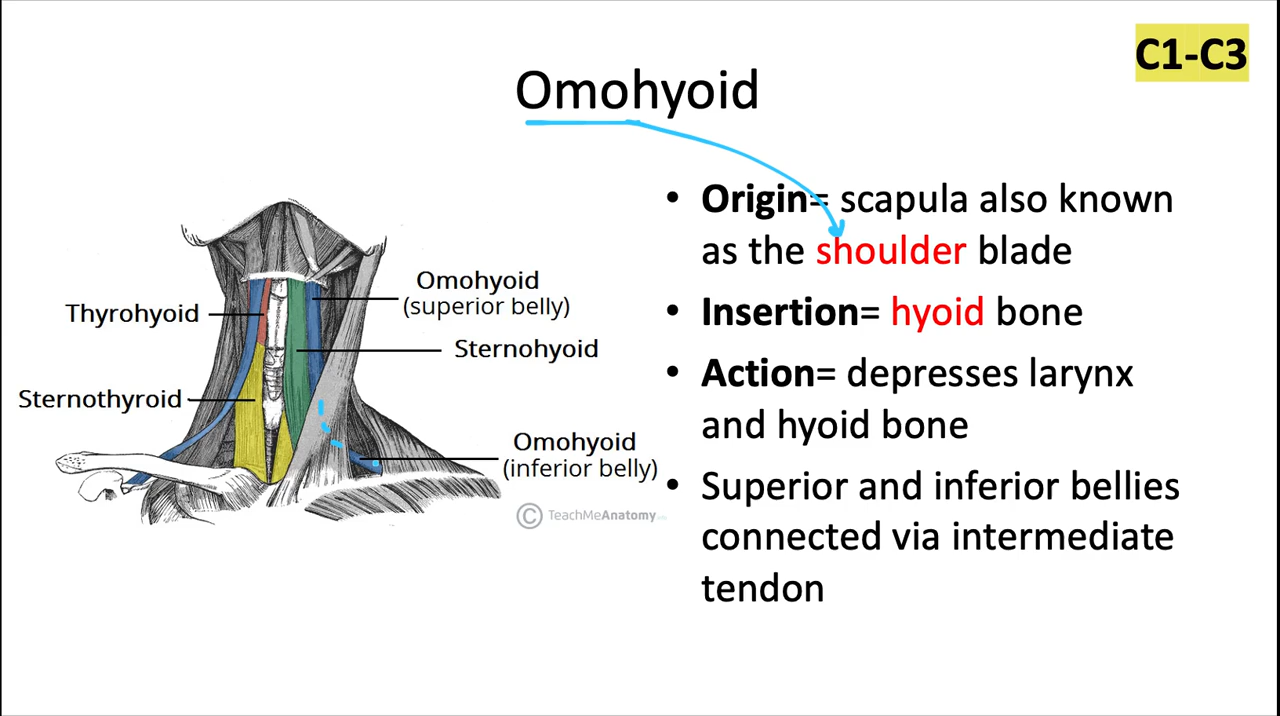 C1-C3
Omohyoid
Thyrohyoid
Sternothyroid
Omohyoid
(superior belly)
Sternohyoid
Omohyoid
(inferior belly)
© TeachMeAnatomy
• Origin= scapula also known
as the shoulder blade
• Insertion= hyoid bone
• Action= depresses larynx
and hyoid bone
• Superior and inferior bellies
connected via intermediate
tendon